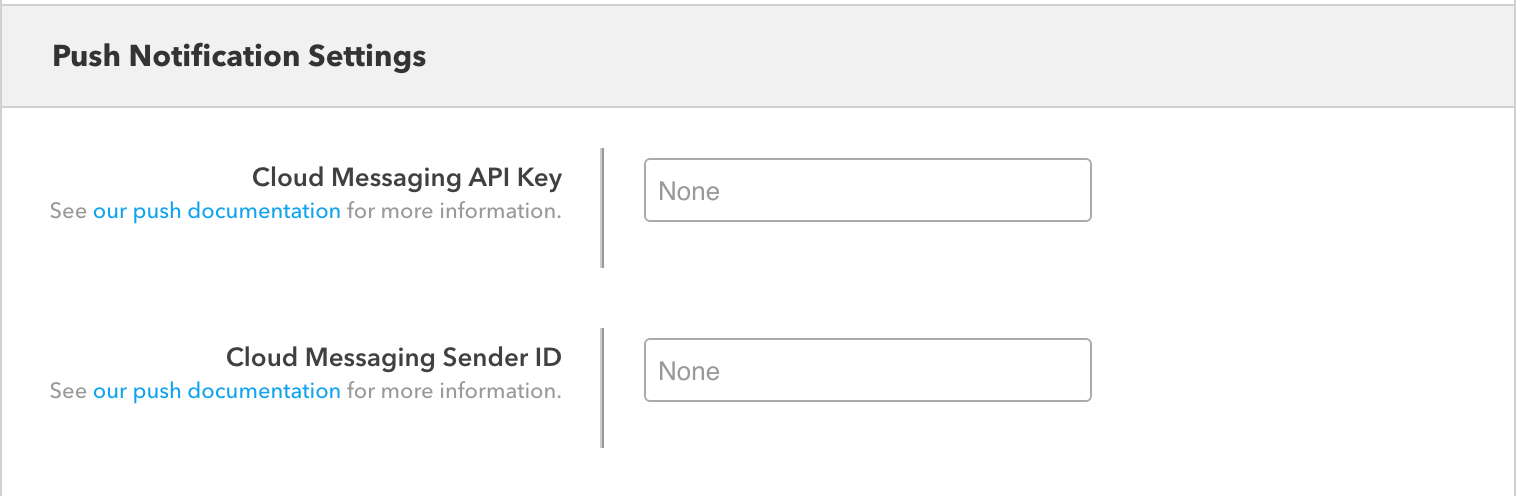 Push Notification Settings
Cloud Messaging API Key
None
See our push documentation for more information.
Cloud Messaging Sender ID
None
See our push documentation for more information.